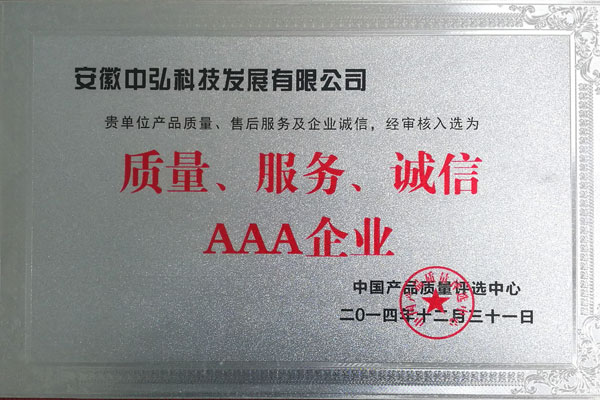 安徽中弘科技发展有限公司
贵单位产品质量、售后服务及企业诚信，经审核入选为
质量、服务、诚信
AAA企业
中国产品质量评选中心
二〇一四年十二月三十一日